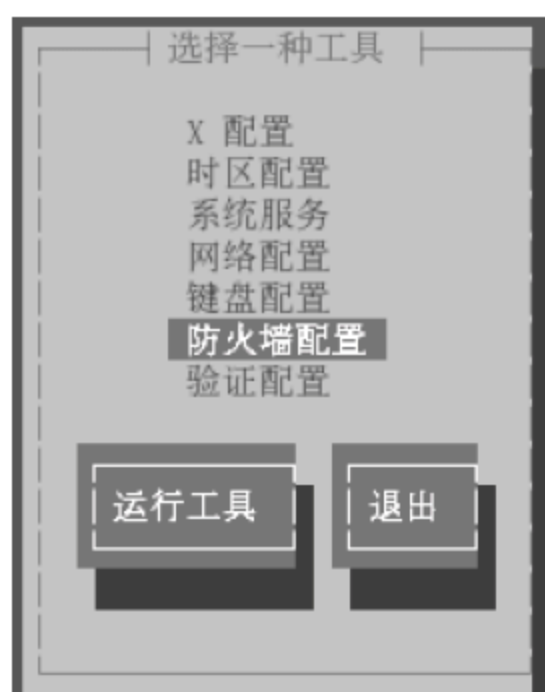 选择一种工具
X 配置
时区配置
系统服务
网络配置
键盘配置
防火墙配置
验证配置
运行工具 退出